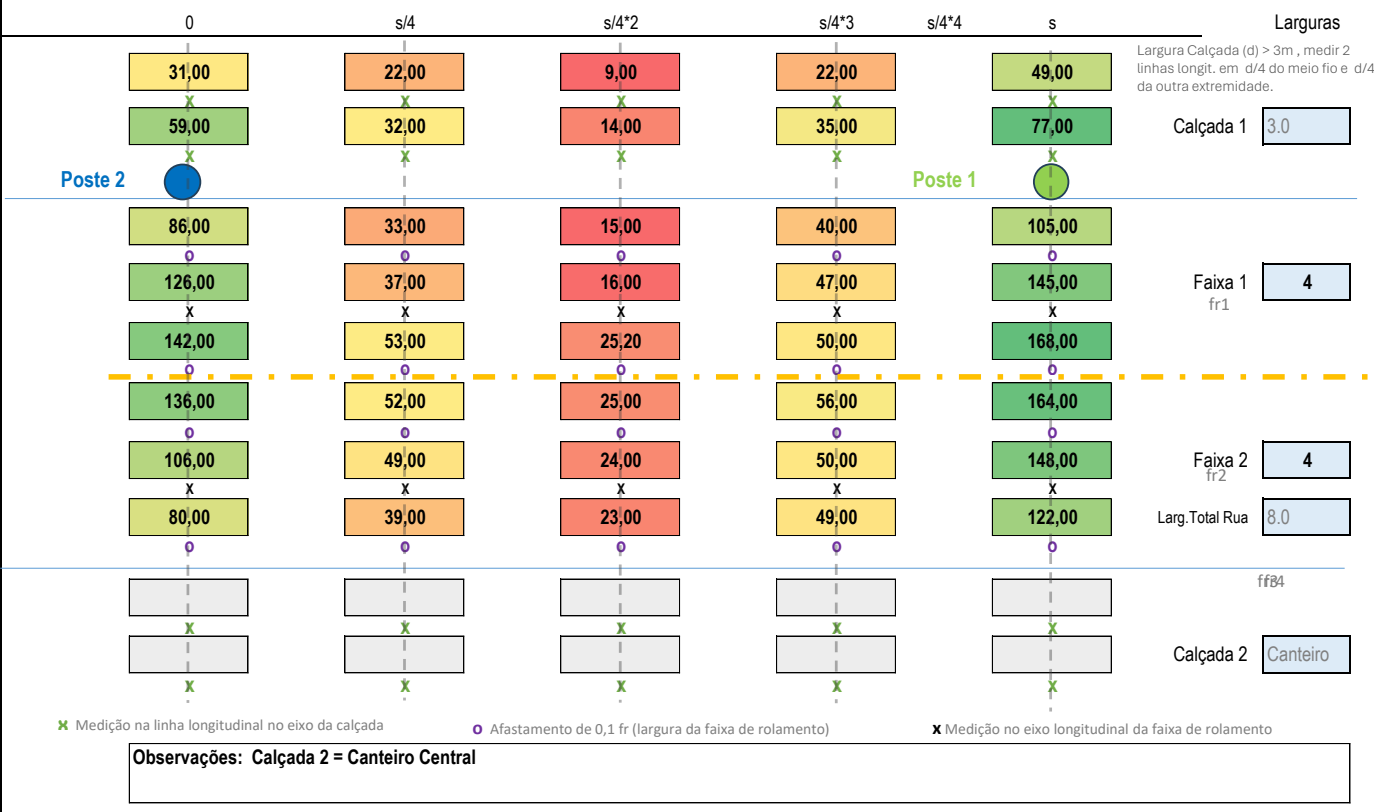 0 s/4 s/4*2 s/4*3 s/4*4 s Larguras
Largura Calçada (d) > 3m , medir 2
linhas longit. em d/4 do meio fio e d/4
da outra extremidade.
31,00 22,00 9,00 22,00 49,00
x x x x x
59,00 32,00 14,00 35,00 77,00 Calçada 1 3.0
x x x x x
Poste 2 Poste 1
86,00 33,00 15,00 40,00 105,00
o o o o o
126,00 37,00 16,00 47,00 145,00 Faixa 1 4
fr1
x x x x x
142,00 53,00 25,20 50,00 168,00
o o o o o
136,00 52,00 25,00 56,00 164,00
o o o o o
106,00 49,00 24,00 50,00 148,00 Faixa 2 4
fr2
x x x x x
80,00 39,00 23,00 49,00 122,00 Larg.Total Rua 8.0
o o o o o
x x x x x
Calçada 2 Canteiro
x x x x x
x Medição na linha longitudinal no eixo da calçada o Afastamento de 0,1 fr (largura da faixa de rolamento) x Medição no eixo longitudinal da faixa de rolamento
Observações: Calçada 2 = Canteiro Central